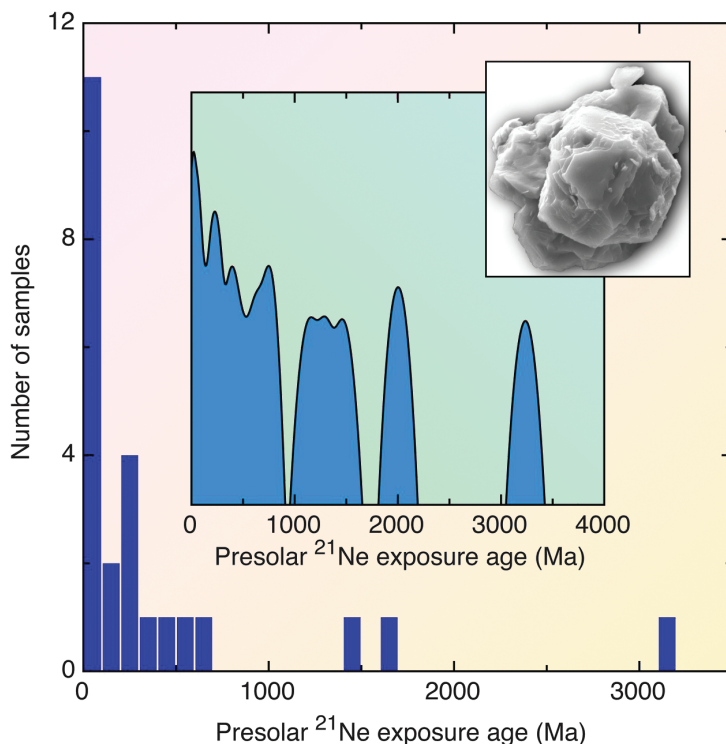 12
8
4
0
Number of samples
0 1000 2000 3000
Presolar ²¹Ne exposure age (Ma)
0 1000 2000 3000 4000
Presolar ²¹Ne exposure age (Ma)